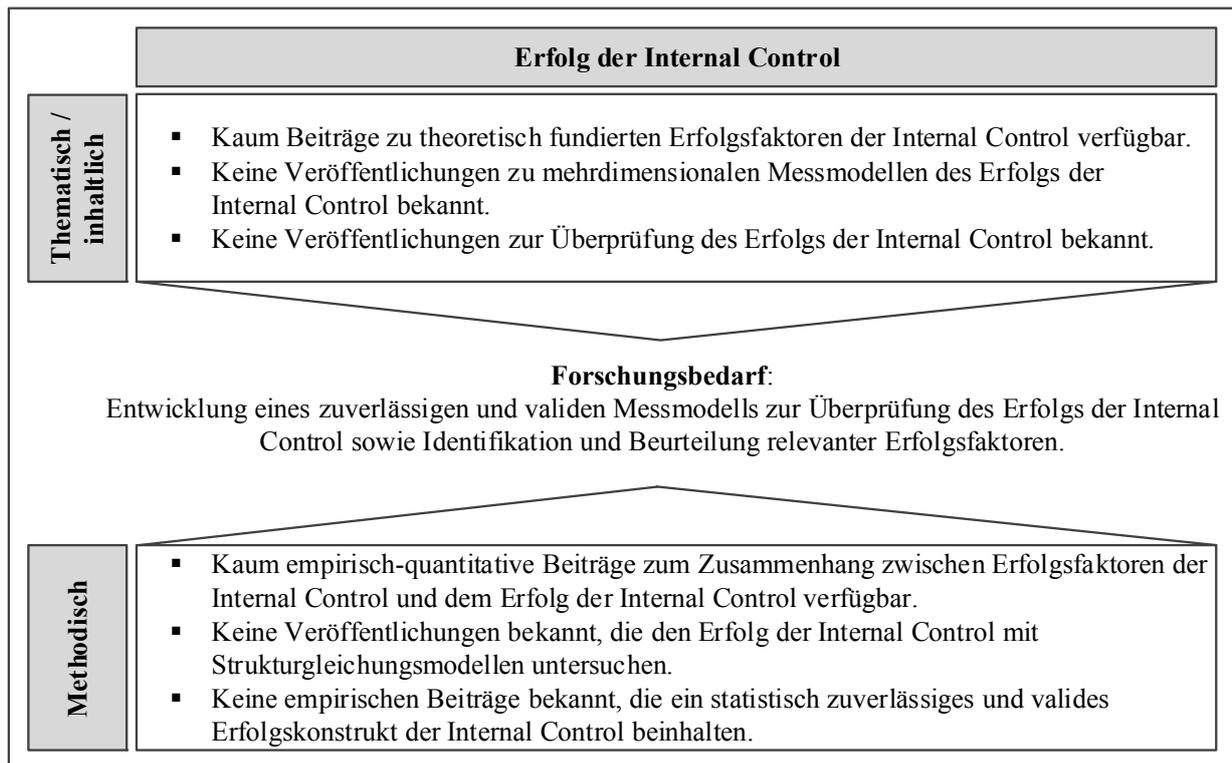 Erfolg der Internal Control
Thematisch /
inhaltlich
▪ Kaum Beiträge zu theoretisch fundierten Erfolgsfaktoren der Internal Control verfügbar.
▪ Keine Veröffentlichungen zu mehrdimensionalen Messmodellen des Erfolgs der
Internal Control bekannt.
▪ Keine Veröffentlichungen zur Überprüfung des Erfolgs der Internal Control bekannt.
Forschungsbedarf:
Entwicklung eines zuverlässigen und validen Messmodells zur Überprüfung des Erfolgs der Internal
Control sowie Identifikation und Beurteilung relevanter Erfolgsfaktoren.
Methodisch
▪ Kaum empirisch-quantitative Beiträge zum Zusammenhang zwischen Erfolgsfaktoren der
Internal Control und dem Erfolg der Internal Control verfügbar.
▪ Keine Veröffentlichungen bekannt, die den Erfolg der Internal Control mit
Strukturgleichungsmodellen untersuchen.
▪ Keine empirischen Beiträge bekannt, die ein statistisch zuverlässiges und valides
Erfolgskonstrukt der Internal Control beinhalten.